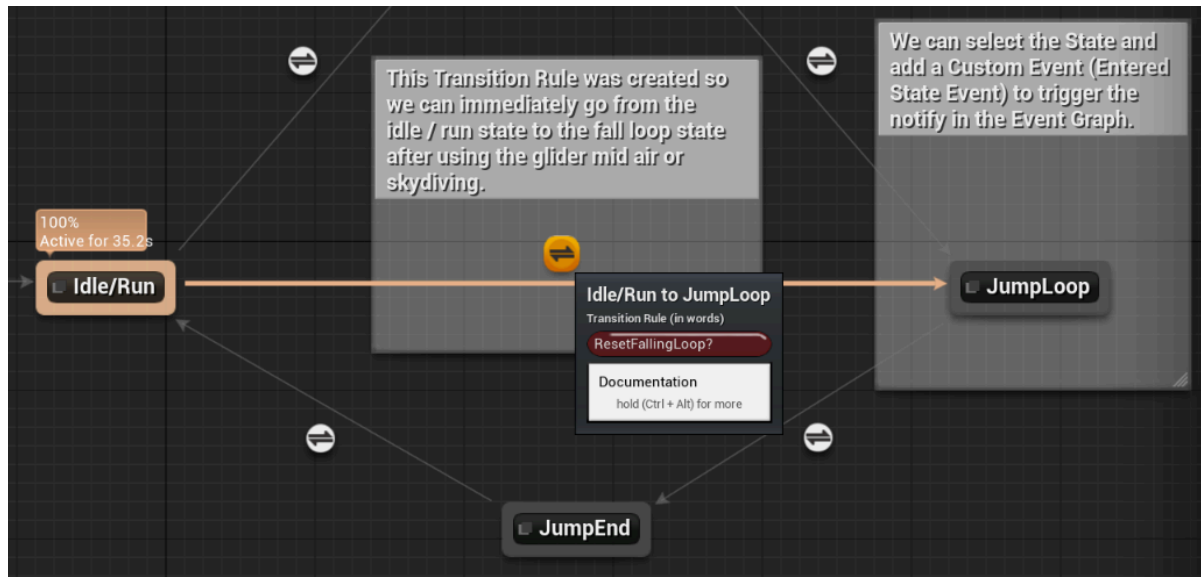 We can select the State and
add a Custom Event (Entered
State Event) to trigger the
notify in the Event Graph.
This Transition Rule was created so
we can immediately go from the
idle / run state to the fall loop state
after using the glider mid air or
skydiving.
100%
Active for 35.2s
Idle/Run
JumpLoop
Idle/Run to JumpLoop
Transition Rule (in words)
ResetFallingLoop?
Documentation
hold (Ctrl + Alt) for more
JumpEnd